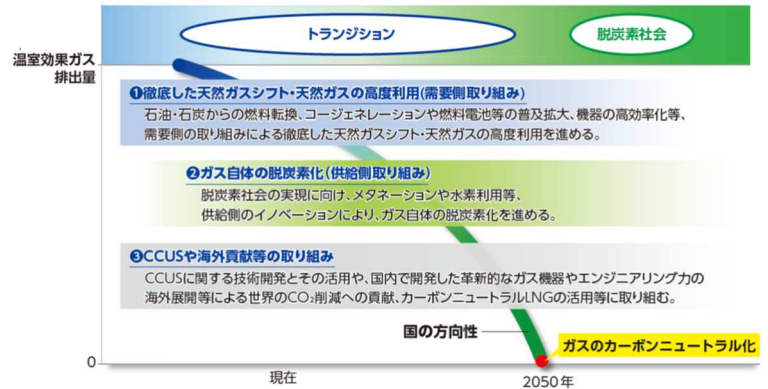 トランジション
脱炭素社会
温室効果ガス
排出量
❶徹底した天然ガスシフト・天然ガスの高度利用(需要側取り組み)
石油・石炭からの燃料転換、コージェネレーションや燃料電池等の普及拡大、機器の高効率化等、
需要側の取り組みによる徹底した天然ガスシフト・天然ガスの高度利用を進める。
❷ガス自体の脱炭素化(供給側取り組み)
脱炭素社会の実現に向け、メタネーションや水素利用等、
供給側のイノベーションにより、ガス自体の脱炭素化を進める。
❸CCUSや海外貢献等の取り組み
CCUSに関する技術開発とその活用や、国内で開発した革新的なガス機器やエンジニアリング力の
海外展開等による世界のCO₂削減への貢献、カーボンニュートラルLNGの活用等に取り組む。
国の方向性
ガスのカーボンニュートラル化
0
現在
2050年